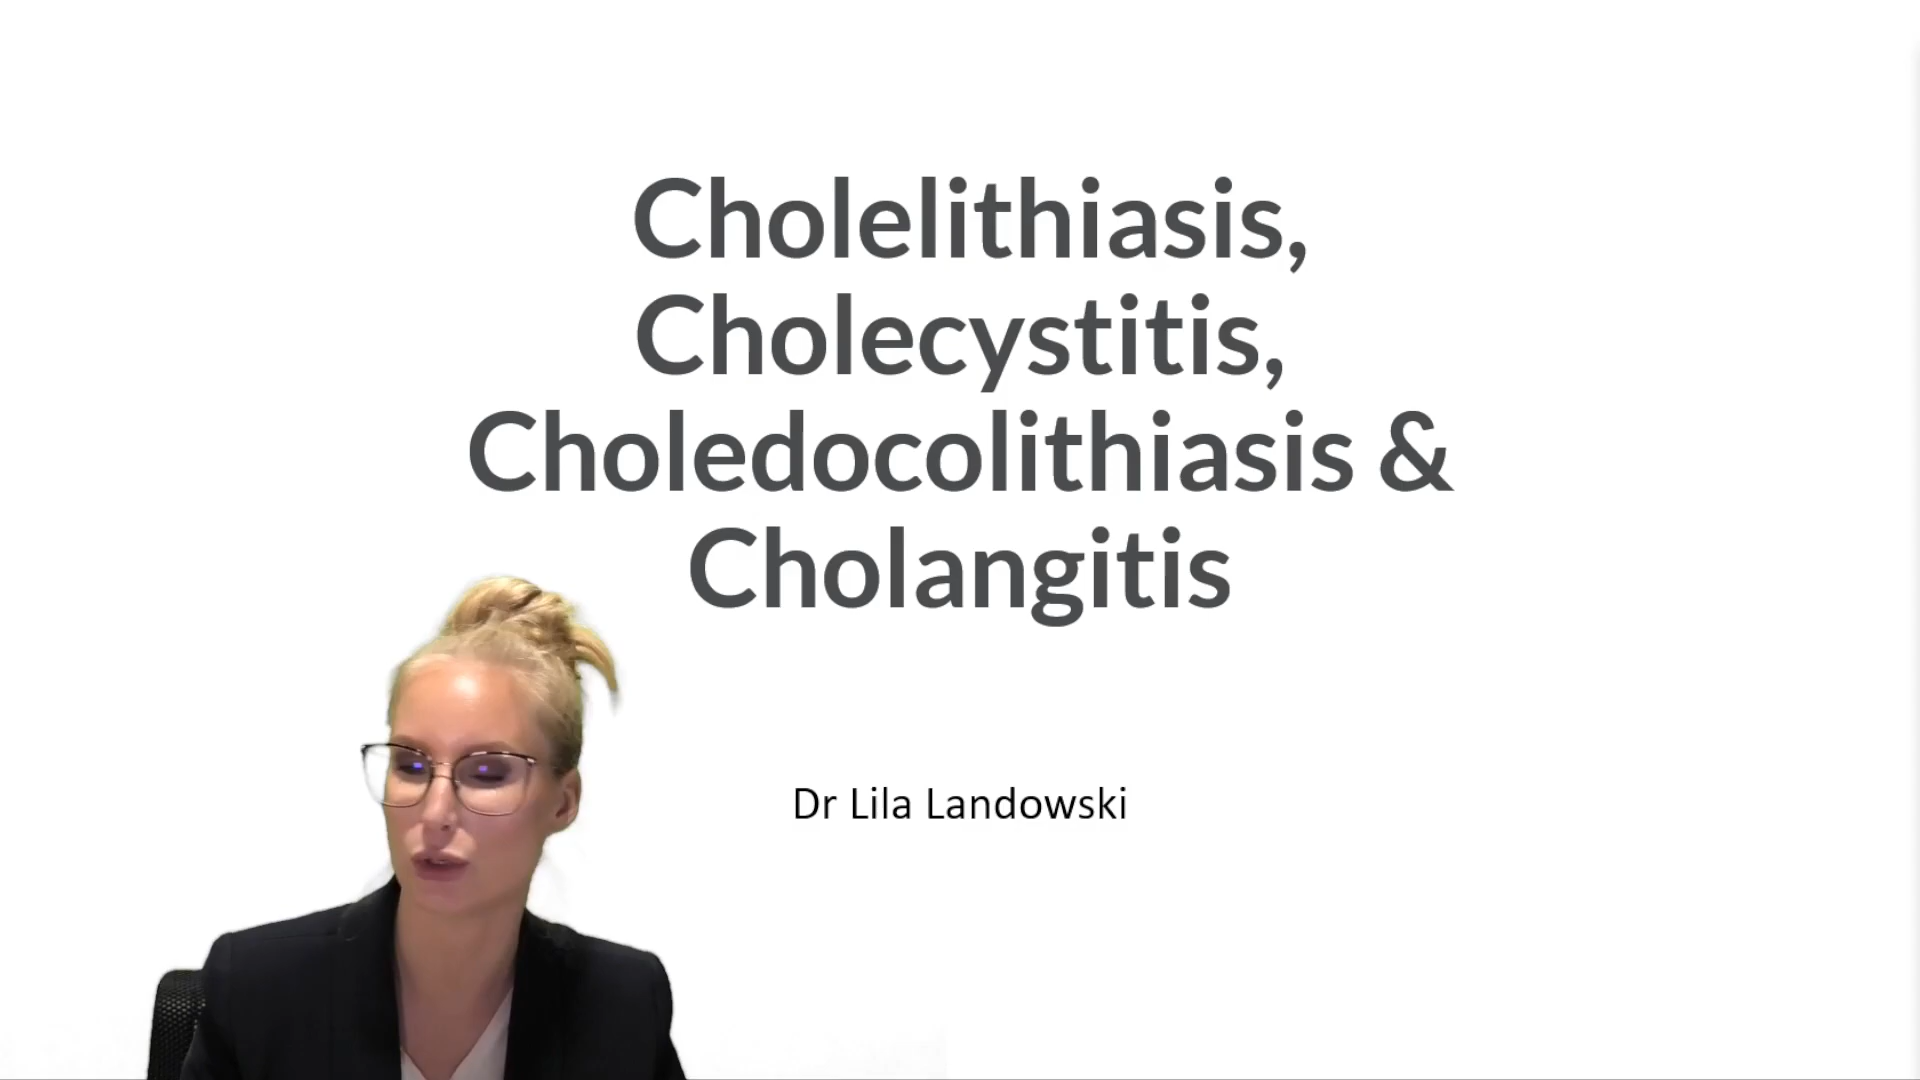 Cholelithiasis,
Cholecystitis,
Choledocolithiasis &
Cholangitis
Dr Lila Landowski